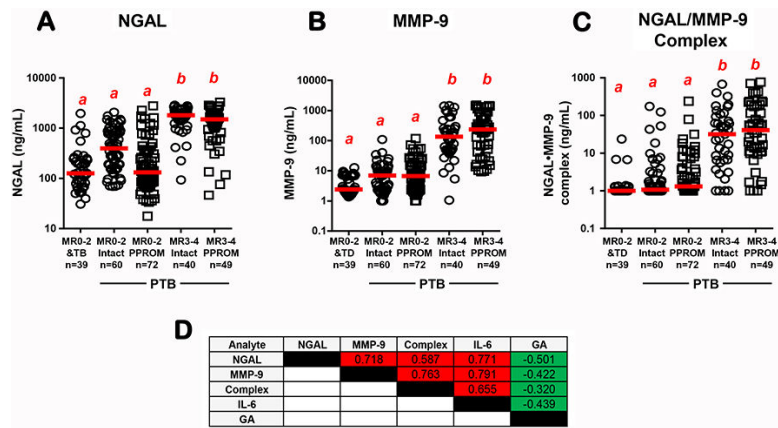 A
NGAL
a
a
a
b
b
10000
1000
100
10
NGAL (ng/mL)
MR0-2 MR0-2 MR0-2 MR3-4 MR3-4
&TB Intact PPROM Intact PPROM
n=39 n=60 n=72 n=40 n=49
PTB
B
MMP-9
a
a
a
b
b
10000
1000
100
10
1
0.1
MMP-9 (ng/mL)
MR0-2 MR0-2 MR0-2 MR3-4 MR3-4
&TD Intact PPROM Intact PPROM
n=39 n=60 n=72 n=40 n=49
PTB
C
NGAL/MMP-9
Complex
a
a
a
b
b
1000
100
10
1
0.1
NGAL•MMP-9
complex (ng/mL)
MR0-2 MR0-2 MR0-2 MR3-4 MR3-4
&TD Intact PPROM Intact PPROM
n=39 n=60 n=72 n=40 n=49
PTB
D
Analyte NGAL MMP-9 Complex IL-6 GA
NGAL 0.718 0.587 0.771 -0.501
MMP-9 0.763 0.791 -0.422
Complex 0.655 -0.320
IL-6 -0.439
GA